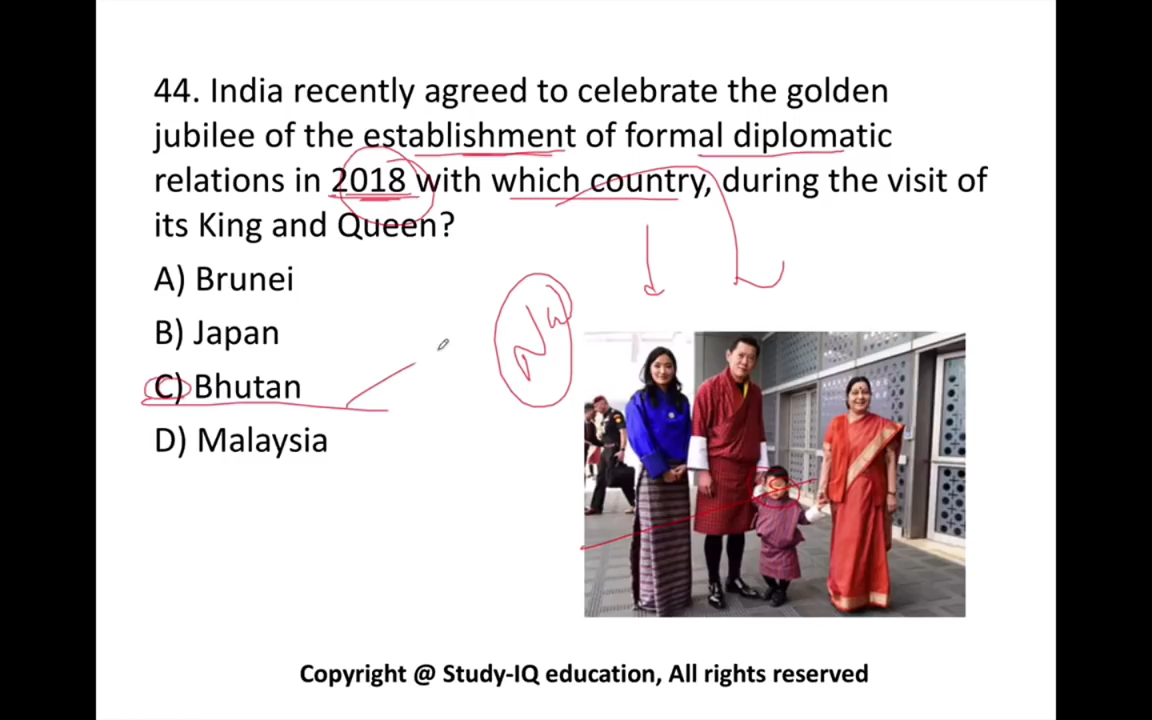 44. India recently agreed to celebrate the golden
jubilee of the establishment of formal diplomatic
relations in 2018 with which country, during the visit of
its King and Queen?
A) Brunei
B) Japan
C) Bhutan
D) Malaysia
Copyright @ Study-IQ education, All rights reserved